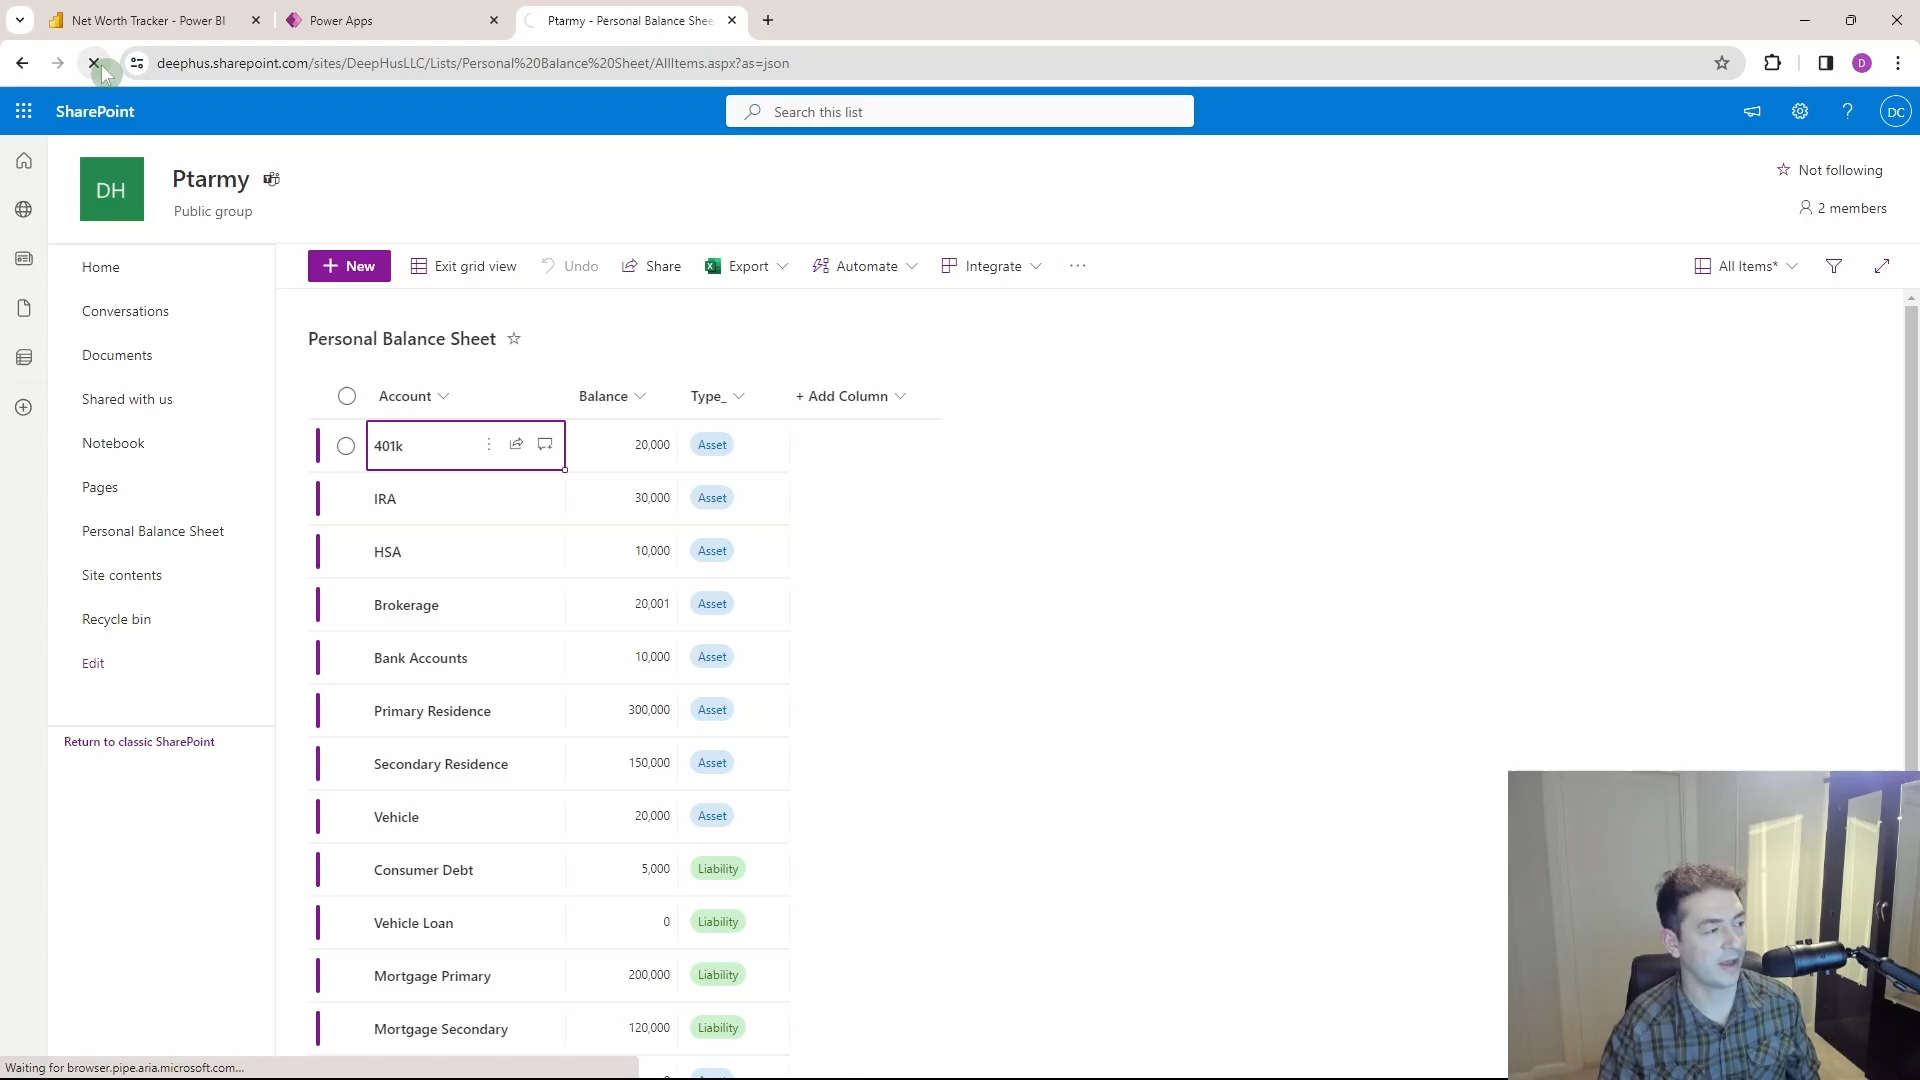 Net Worth Tracker - Power BI
Power Apps
Ptarmy - Personal Balance Shee
deephus.sharepoint.com/sites/DeepHusLLC/Lists/Personal%20Balance%20Sheet/AllItems.aspx?as=json
D
SharePoint
Search this list
DC
DH
Ptarmy
Public group
Not following
2 members
Home
Conversations
Documents
Shared with us
Notebook
Pages
Personal Balance Sheet
Site contents
Recycle bin
Edit
Return to classic SharePoint
+ New
Exit grid view
Undo
Share
Export
Automate
Integrate
...
All Items*
Personal Balance Sheet
Account Balance Type_ + Add Column
401k 20,000 Asset
IRA 30,000 Asset
HSA 10,000 Asset
Brokerage 20,001 Asset
Bank Accounts 10,000 Asset
Primary Residence 300,000 Asset
Secondary Residence 150,000 Asset
Vehicle 20,000 Asset
Consumer Debt 5,000 Liability
Vehicle Loan 0 Liability
Mortgage Primary 200,000 Liability
Mortgage Secondary 120,000 Liability
Waiting for browser.pipe.aria.microsoft.com...